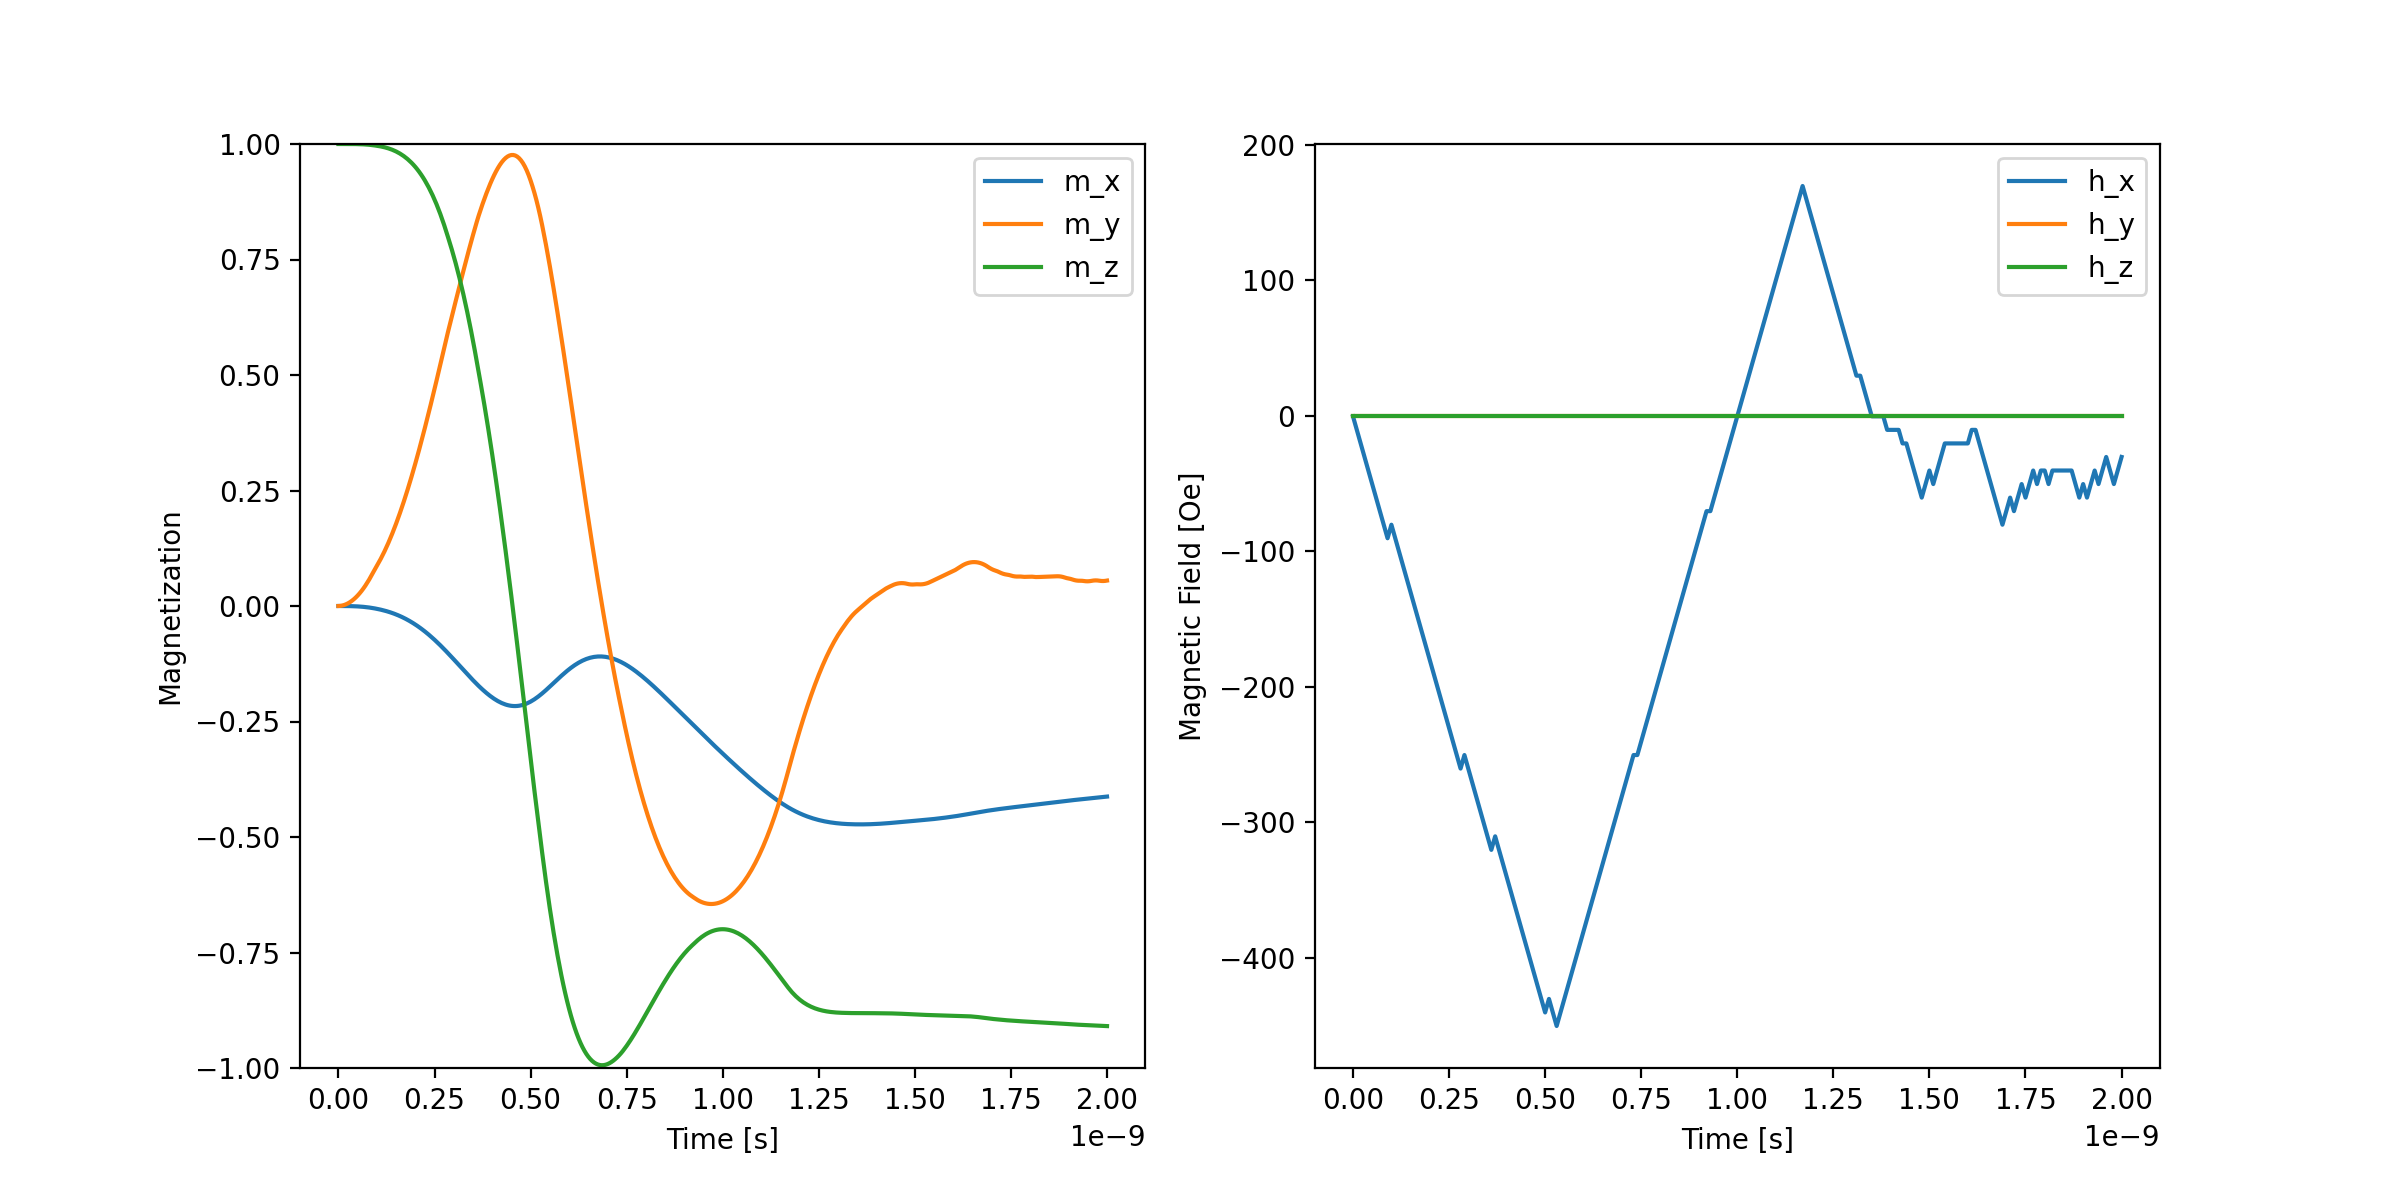 1.00
0.75
0.50
0.25
0.00
−0.25
−0.50
−0.75
−1.00
Magnetization
m_x
m_y
m_z
0.00 0.25 0.50 0.75 1.00 1.25 1.50 1.75 2.00
Time [s]
1e−9
200
100
0
−100
−200
−300
−400
Magnetic Field [Oe]
h_x
h_y
h_z
0.00 0.25 0.50 0.75 1.00 1.25 1.50 1.75 2.00
Time [s]
1e−9